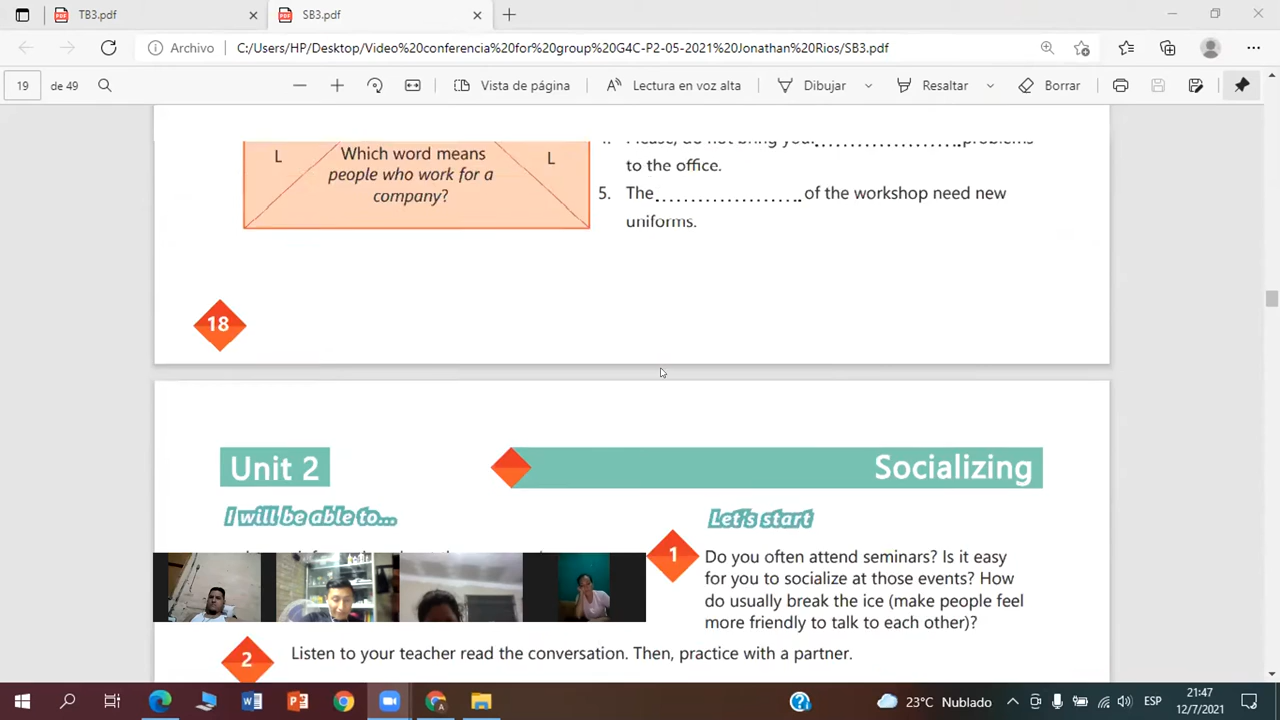 TB3.pdf
SB3.pdf
Archivo
C:/Users/HP/Desktop/Video%20conferencia%20for%20group%20G4C-P2-05-2021%20Jonathan%20Rios/SB3.pdf
19
de 49
Vista de página
Lectura en voz alta
Dibujar
Resaltar
Borrar
L
Which word means
people who work for a
company?
L
problems
to the office.
5. The .................... of the workshop need new
uniforms.
18
Unit 2
Socializing
I will be able to...
Let's start
1
Do you often attend seminars? Is it easy
for you to socialize at those events? How
do usually break the ice (make people feel
more friendly to talk to each other)?
2
Listen to your teacher read the conversation. Then, practice with a partner.
23°C Nublado
ESP
21:47
12/7/2021